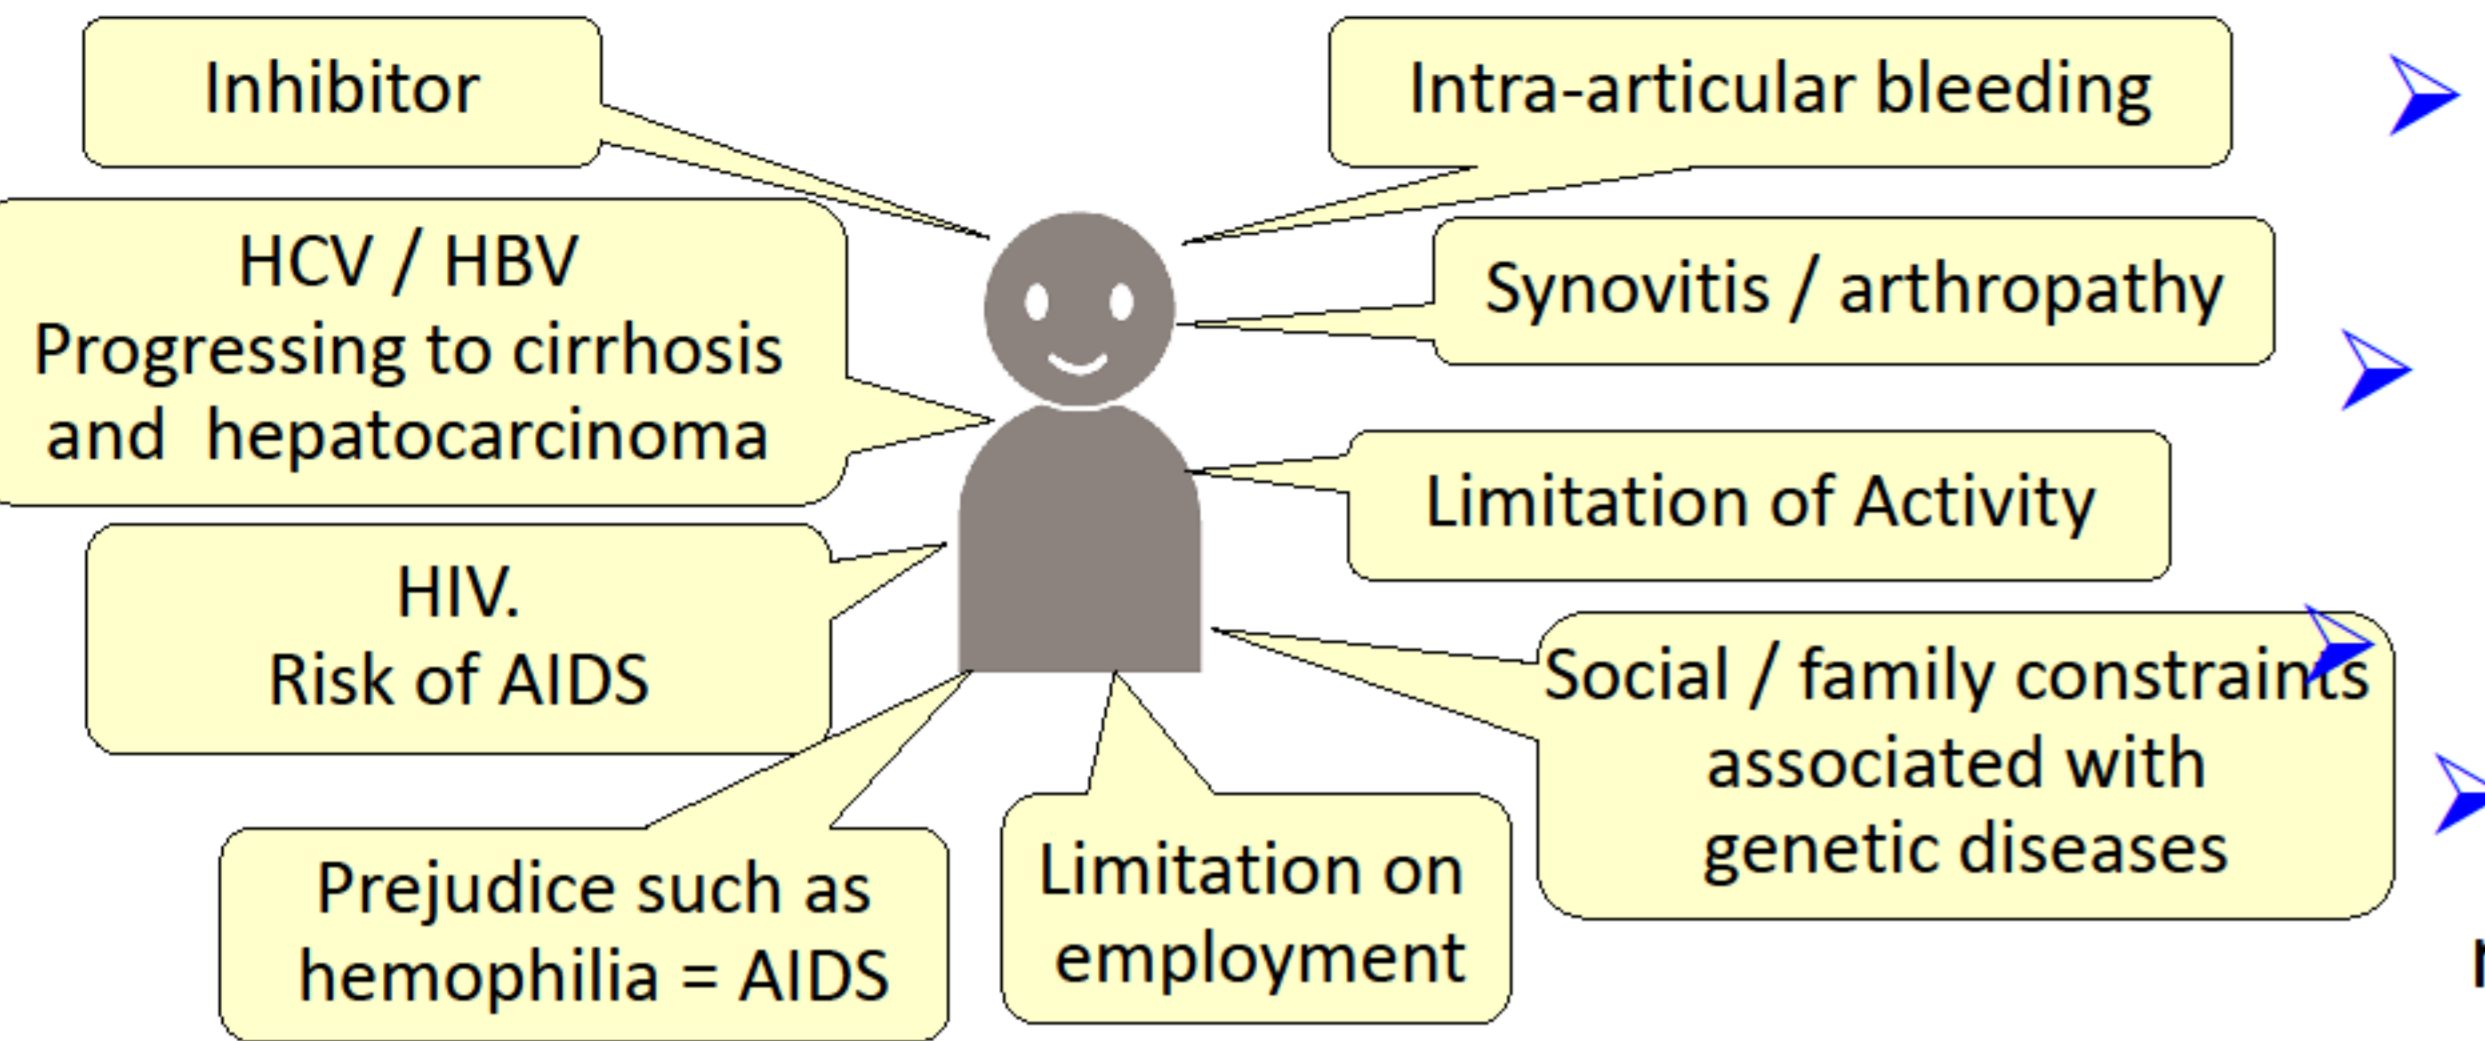 Inhibitor
Intra-articular bleeding
HCV / HBV
Progressing to cirrhosis
and hepatocarcinoma
Synovitis / arthropathy
Limitation of Activity
HIV.
Risk of AIDS
Social / family constraints
associated with
genetic diseases
Prejudice such as
hemophilia = AIDS
Limitation on
employment